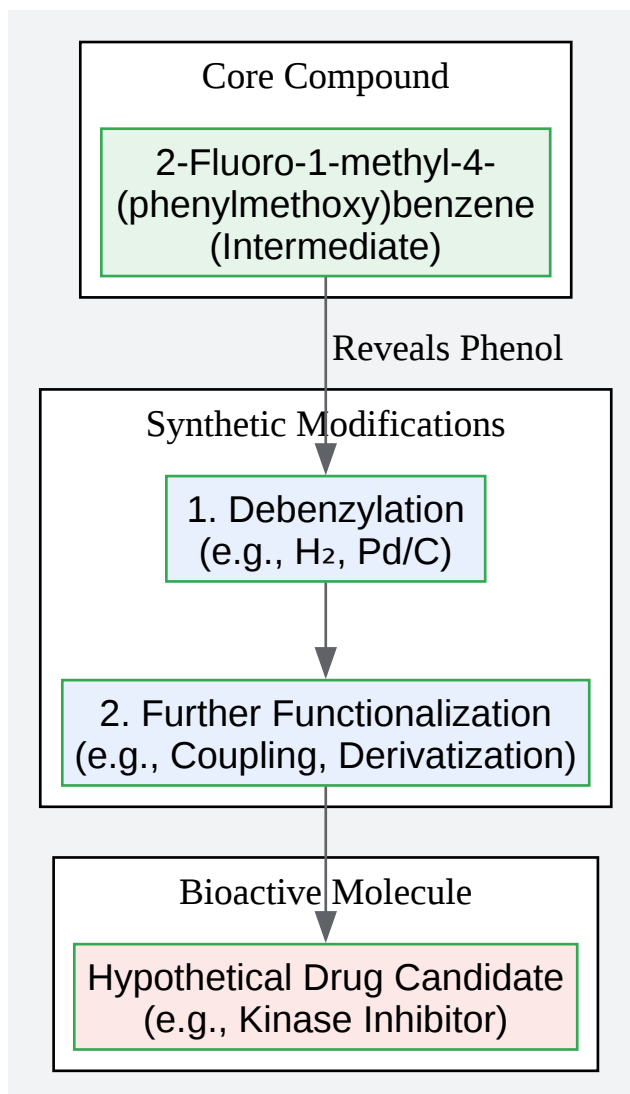 Core Compound
2-Fluoro-1-methyl-4-
(phenylmethoxy)benzene
(Intermediate)
Reveals Phenol
Synthetic Modifications
1. Debenzylation
(e.g., H₂, Pd/C)
2. Further Functionalization
(e.g., Coupling, Derivatization)
Bioactive Molecule
Hypothetical Drug Candidate
(e.g., Kinase Inhibitor)